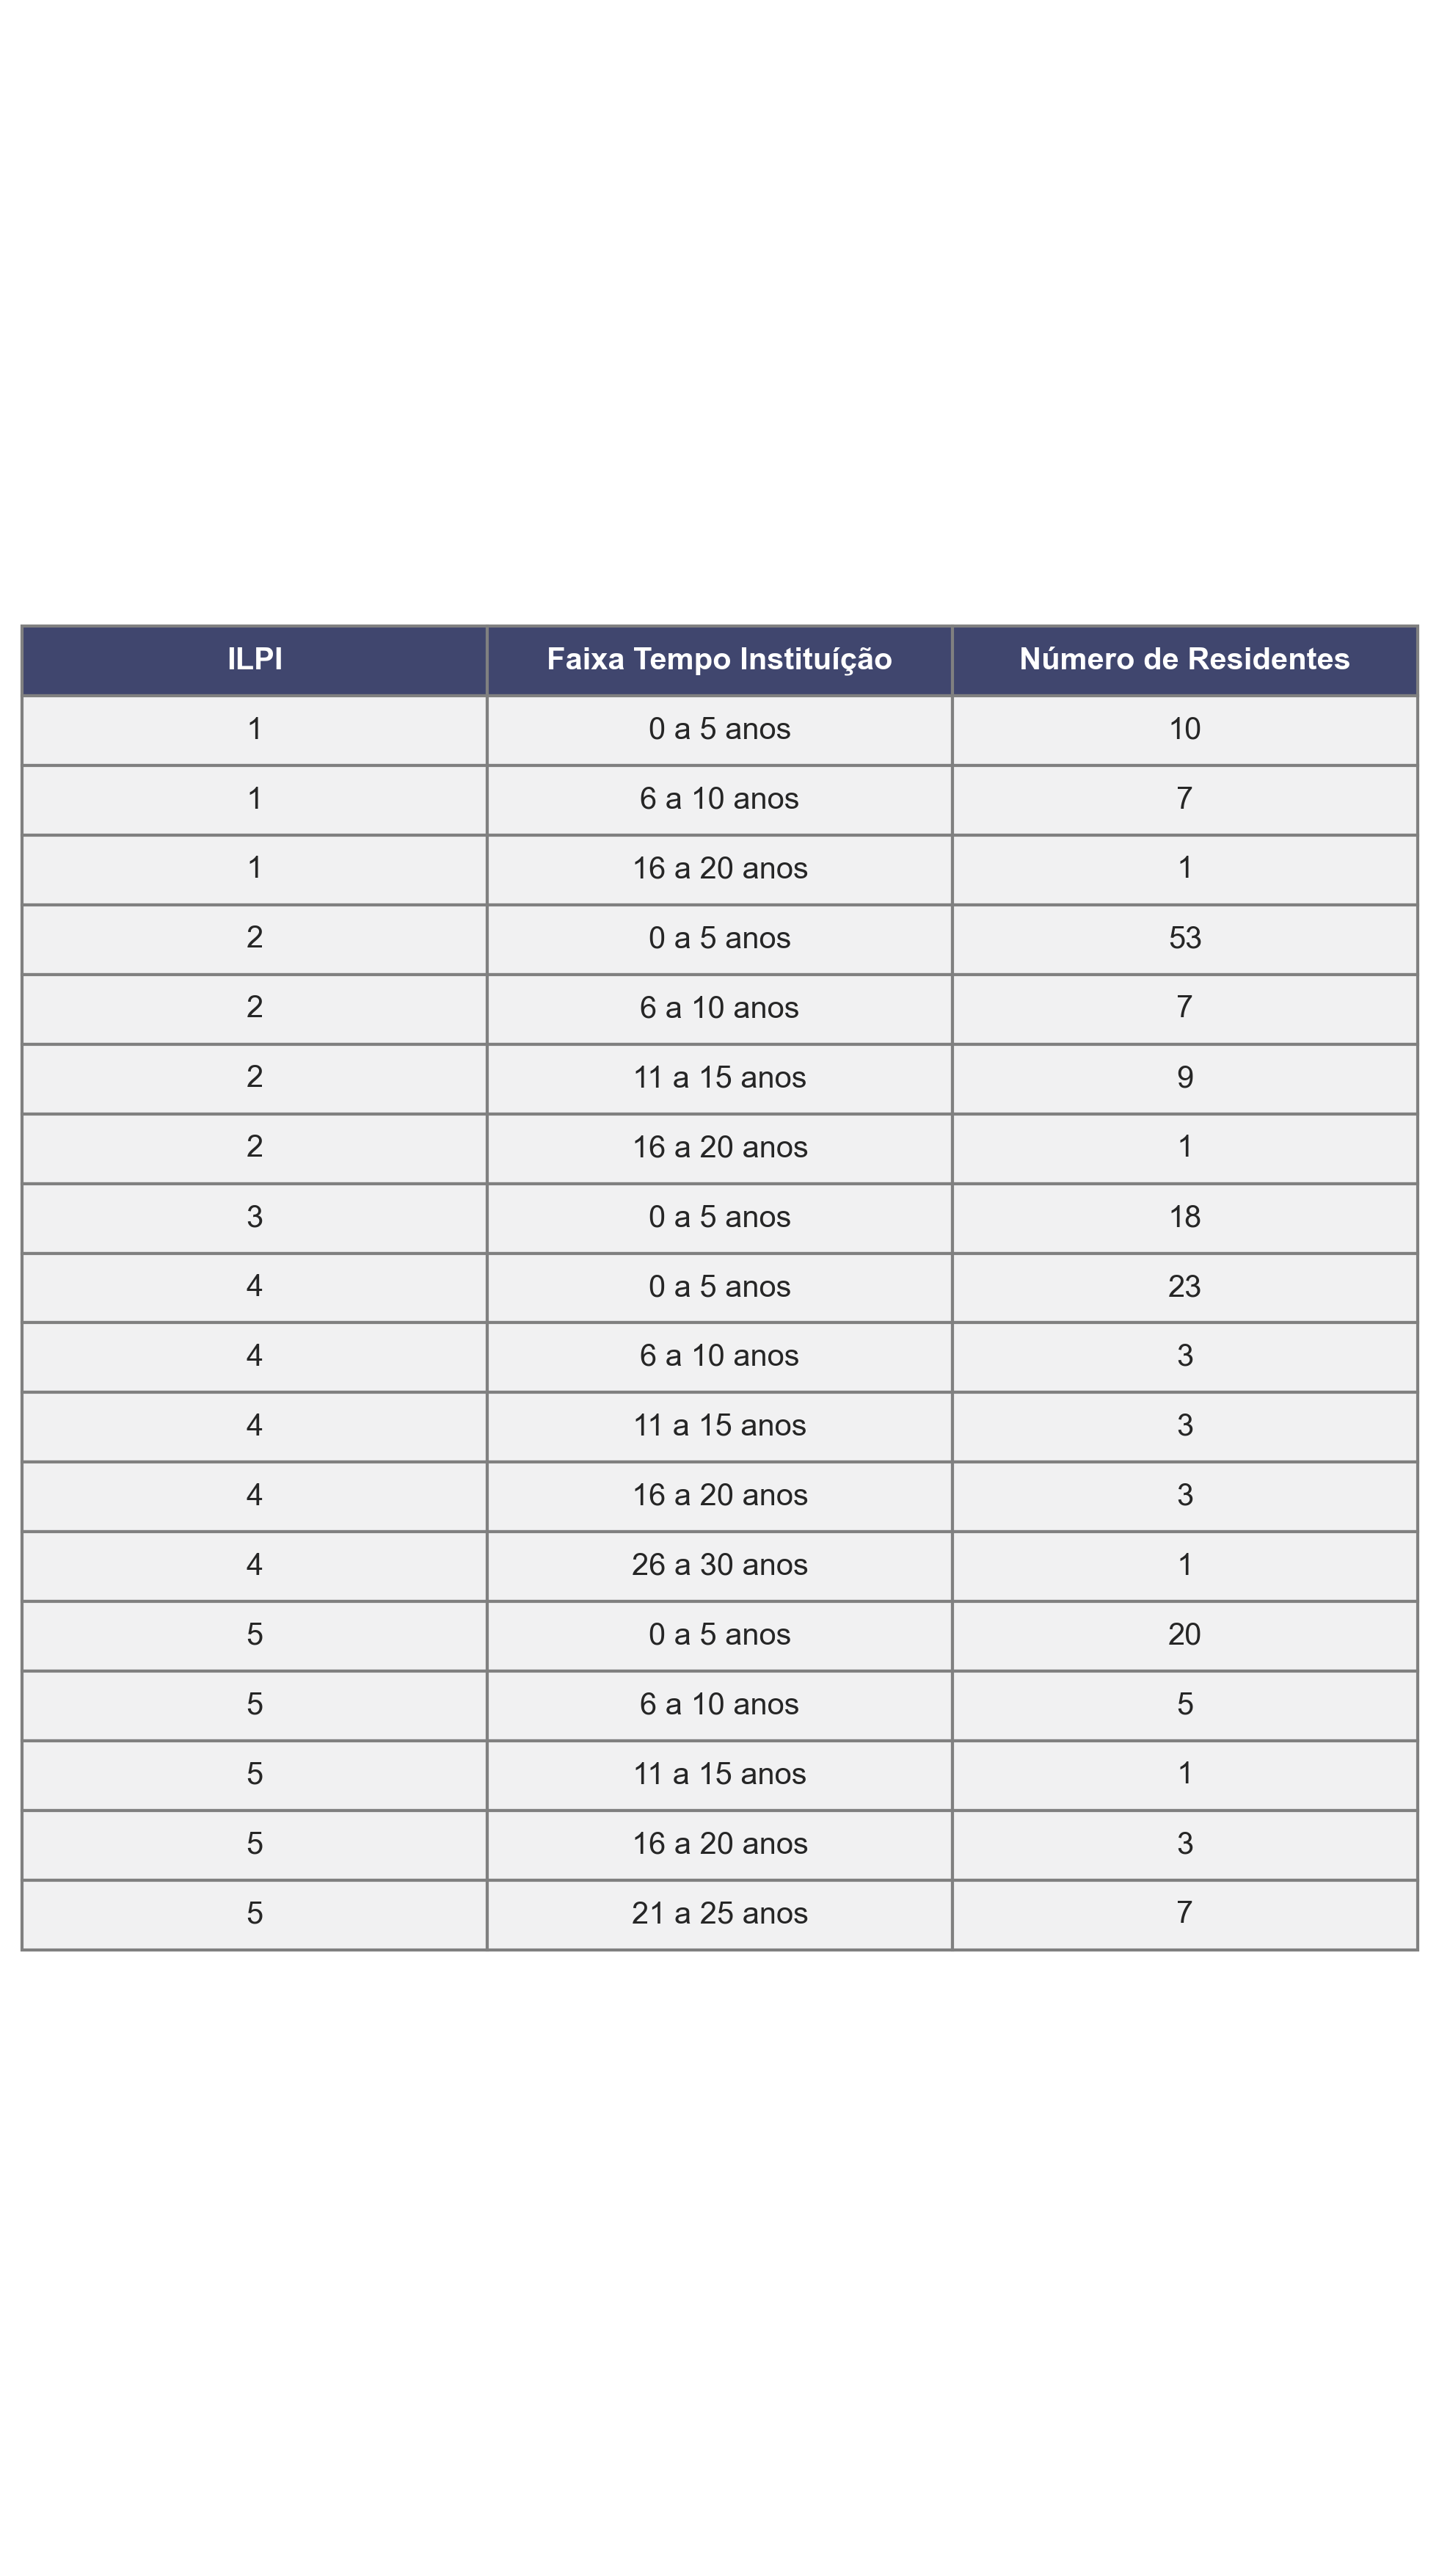 ILPI Faixa Tempo Instituíção Número de Residentes
1 0 a 5 anos 10
1 6 a 10 anos 7
1 16 a 20 anos 1
2 0 a 5 anos 53
2 6 a 10 anos 7
2 11 a 15 anos 9
2 16 a 20 anos 1
3 0 a 5 anos 18
4 0 a 5 anos 23
4 6 a 10 anos 3
4 11 a 15 anos 3
4 16 a 20 anos 3
4 26 a 30 anos 1
5 0 a 5 anos 20
5 6 a 10 anos 5
5 11 a 15 anos 1
5 16 a 20 anos 3
5 21 a 25 anos 7